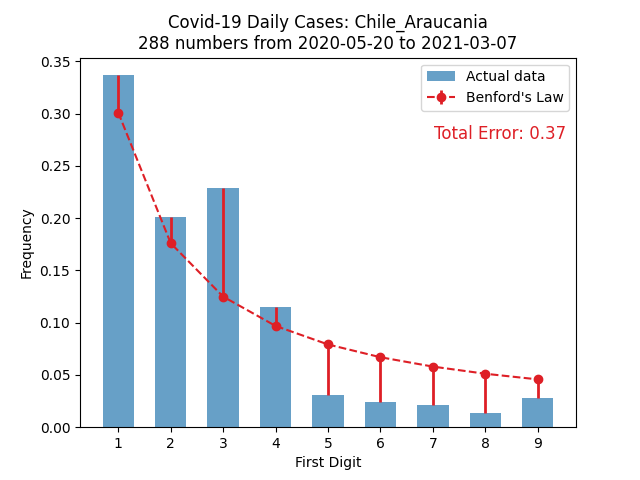 Covid-19 Daily Cases: Chile_Araucania
288 numbers from 2020-05-20 to 2021-03-07
Actual data
Benford's Law
Total Error: 0.37
Frequency
0.35
0.30
0.25
0.20
0.15
0.10
0.05
0.00
1 2 3 4 5 6 7 8 9
First Digit